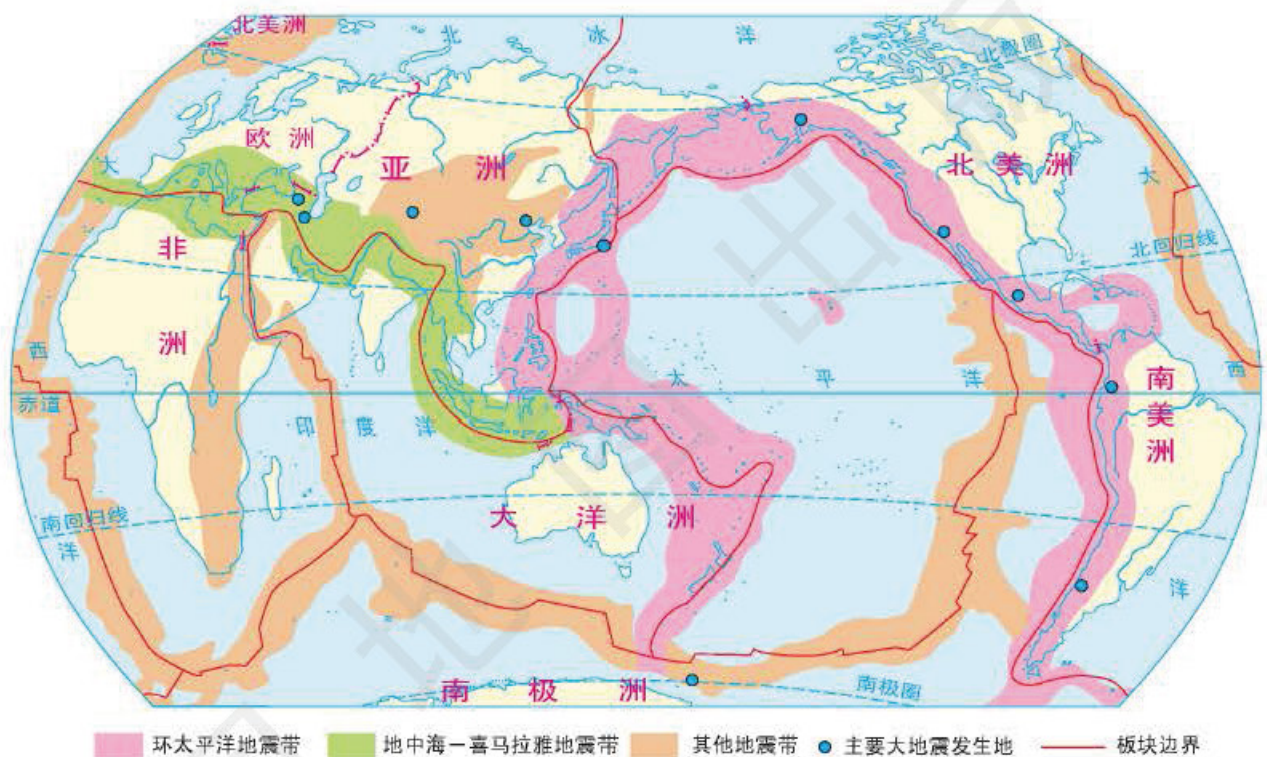 北美洲
北冰洋
北极圈
欧洲
亚洲
北美洲
大
大
西
洋
非
洲
北回归线
西
太平洋
赤道
印度洋
南
美
洲
南回归线
大洋洲
西
洋
南极洲
南极圈
环太平洋地震带
地中海－喜马拉雅地震带
其他地震带
主要大地震发生地
板块边界